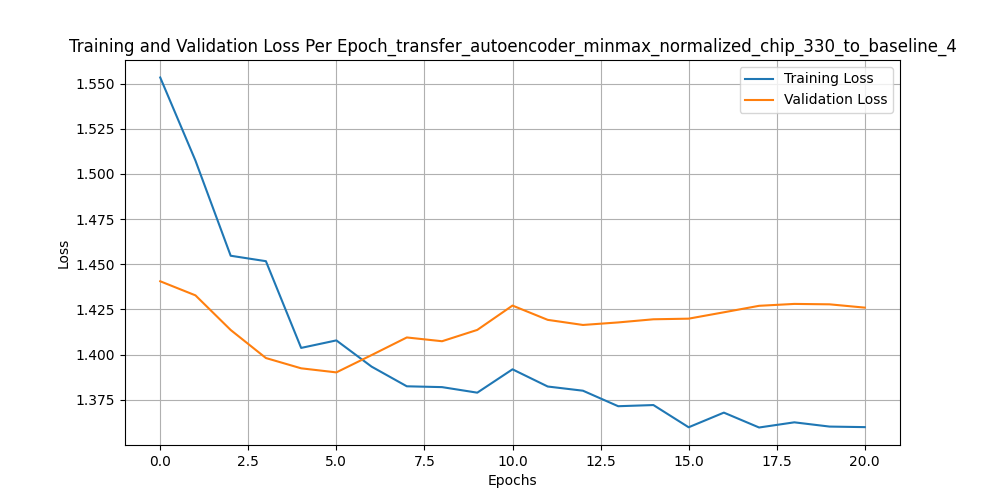 Training and Validation Loss Per Epoch_transfer_autoencoder_minmax_normalized_chip_330_to_baseline_4
Training Loss
Validation Loss
Loss
1.550
1.525
1.500
1.475
1.450
1.425
1.400
1.375
0.0 2.5 5.0 7.5 10.0 12.5 15.0 17.5 20.0
Epochs